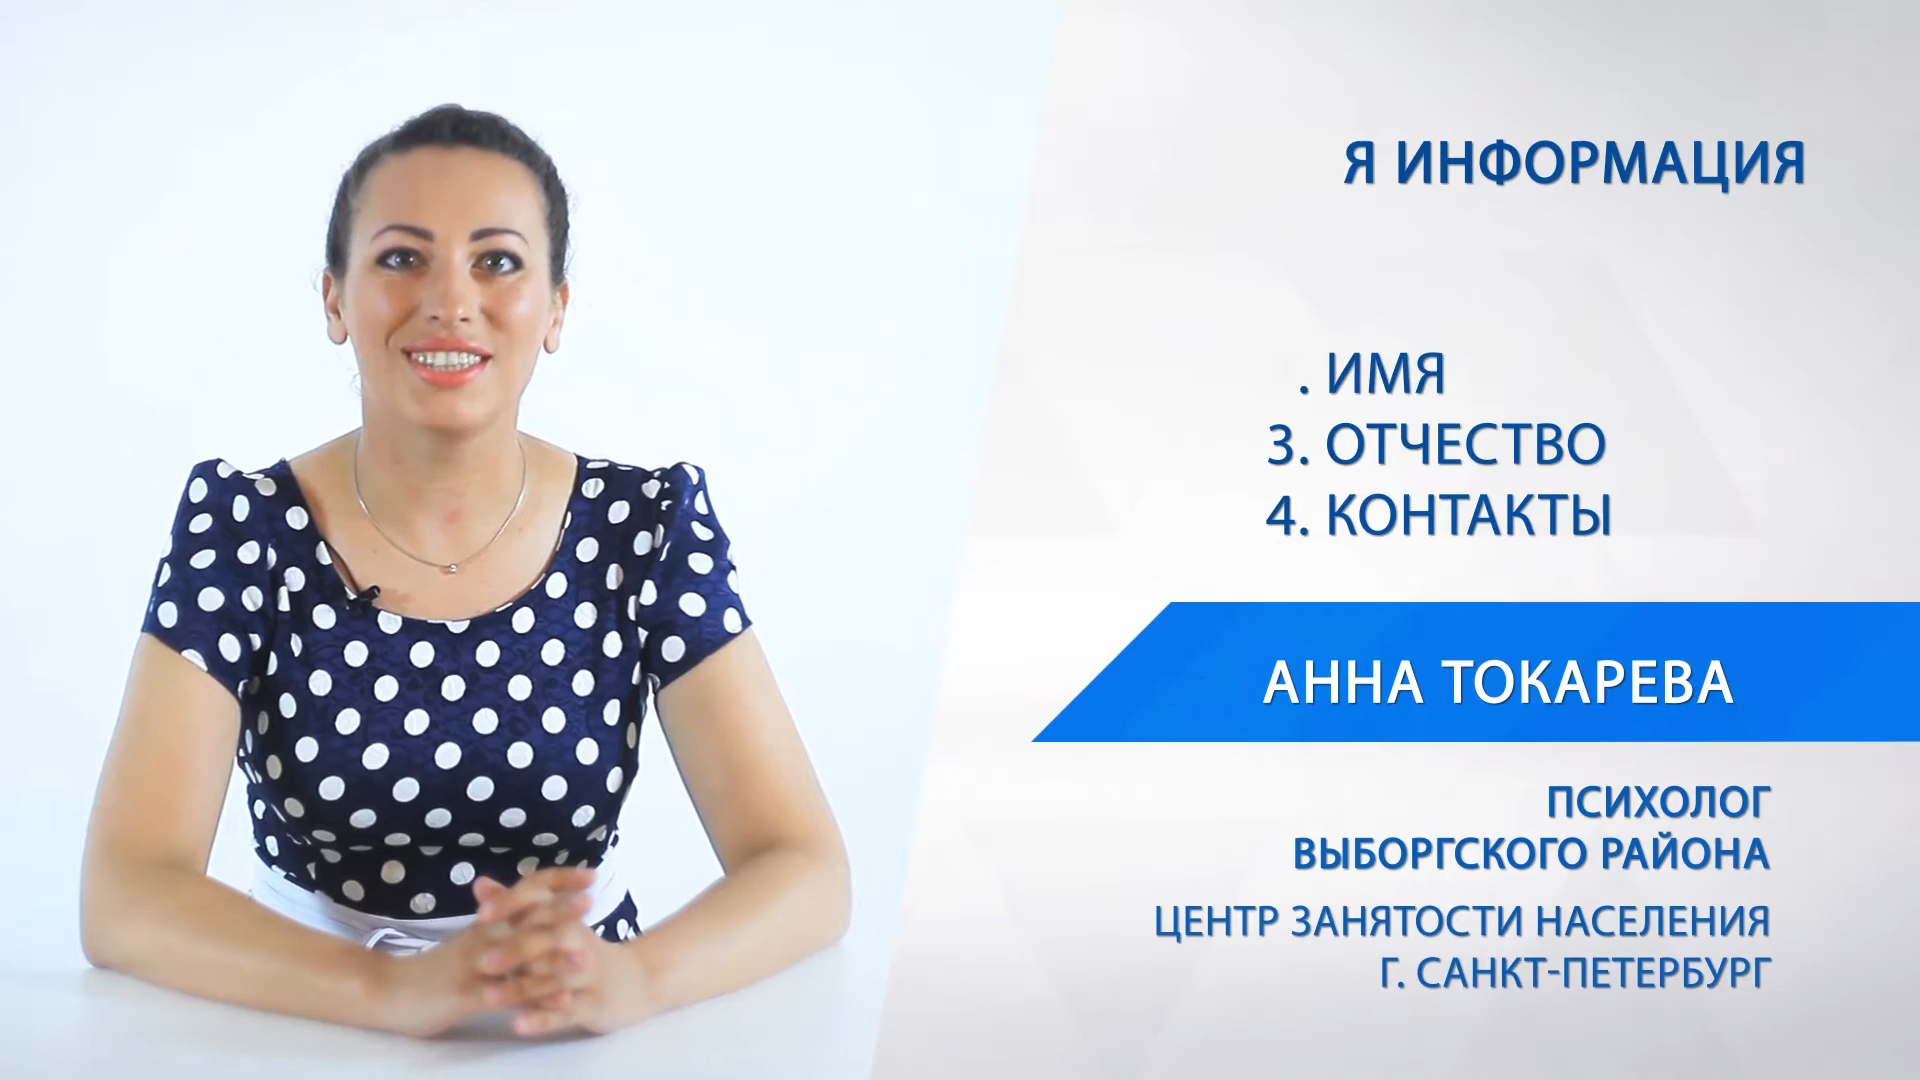 Я ИНФОРМАЦИЯ
. ИМЯ
3. ОТЧЕСТВО
4. КОНТАКТЫ
АННА ТОКАРЕВА
ПСИХОЛОГ
ВЫБОРГСКОГО РАЙОНА
ЦЕНТР ЗАНЯТОСТИ НАСЕЛЕНИЯ
Г. САНКТ-ПЕТЕРБУРГ